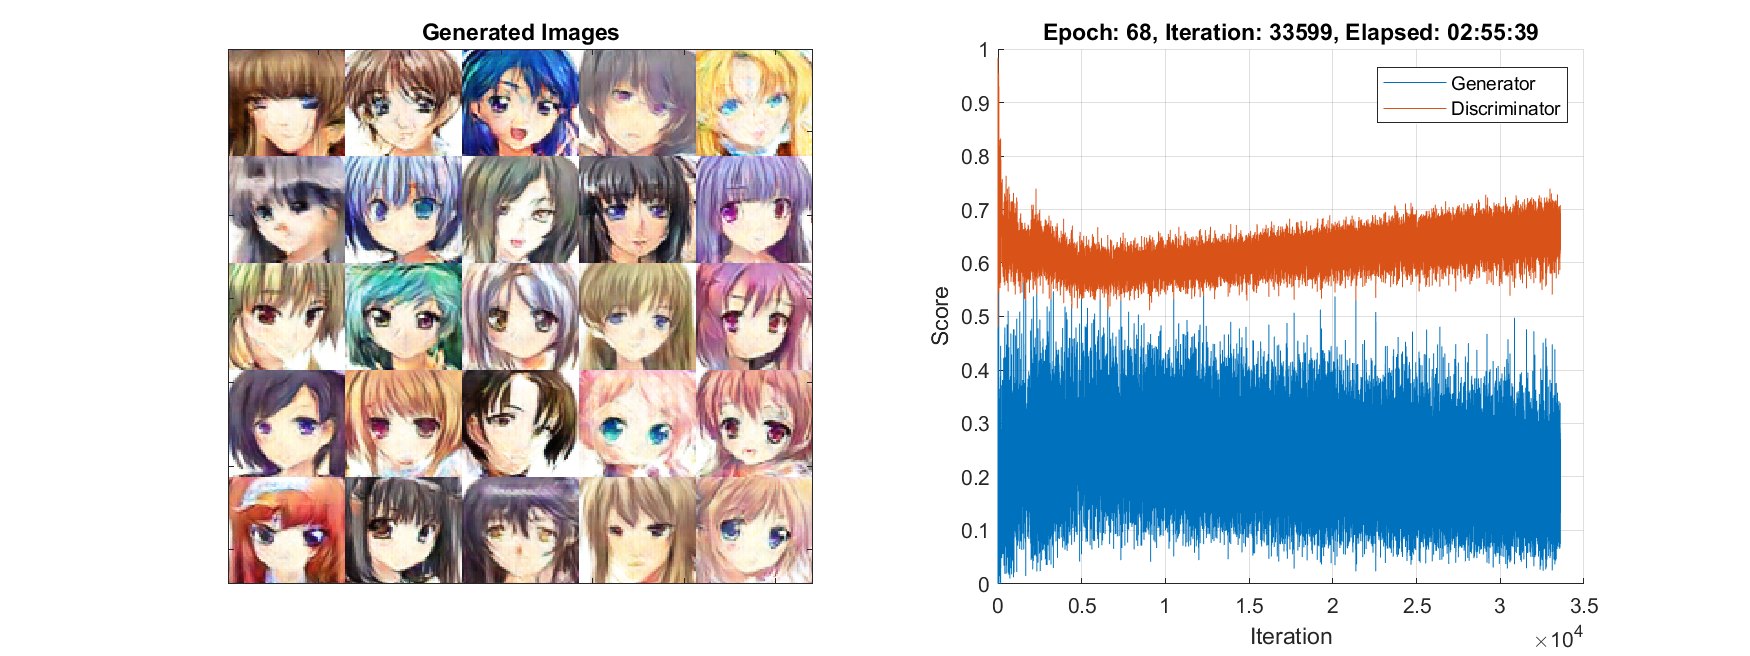 Generated Images
Epoch: 68, Iteration: 33599, Elapsed: 02:55:39
Generator
Discriminator
1
0.9
0.8
0.7
0.6
0.5
0.4
0.3
0.2
0.1
0
Score
0 0.5 1 1.5 2 2.5 3 3.5
Iteration
×10⁴